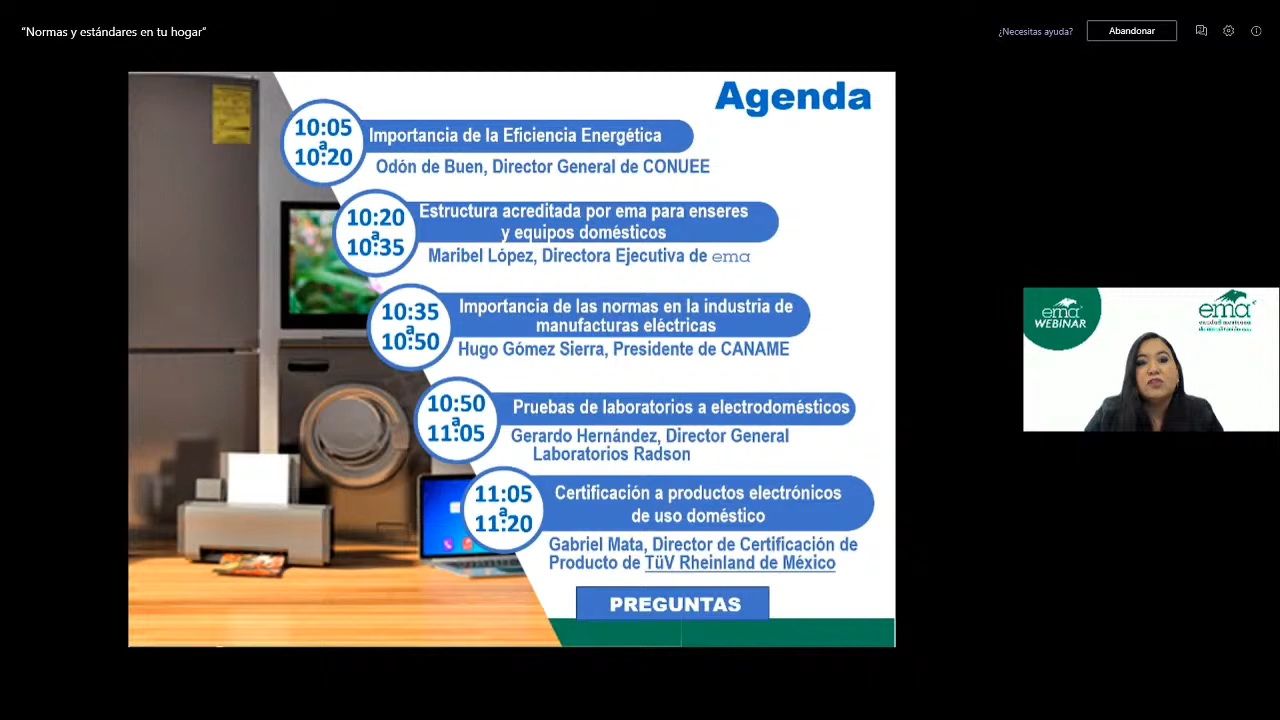 “Normas y estándares en tu hogar”
¿Necesitas ayuda?
Abandonar
Agenda
10:05
a
10:20
Importancia de la Eficiencia Energética
Odón de Buen, Director General de CONUEE
10:20
a
10:35
Estructura acreditada por ema para enseres
y equipos domésticos
Maribel López, Directora Ejecutiva de ema
10:35
a
10:50
Importancia de las normas en la industria de
manufacturas eléctricas
Hugo Gómez Sierra, Presidente de CANAME
10:50
a
11:05
Pruebas de laboratorios a electrodomésticos
Gerardo Hernández, Director General
Laboratorios Radson
11:05
a
11:20
Certificación a productos electrónicos
de uso doméstico
Gabriel Mata, Director de Certificación de
Producto de TüV Rheinland de México
PREGUNTAS
ema
WEBINAR
ema